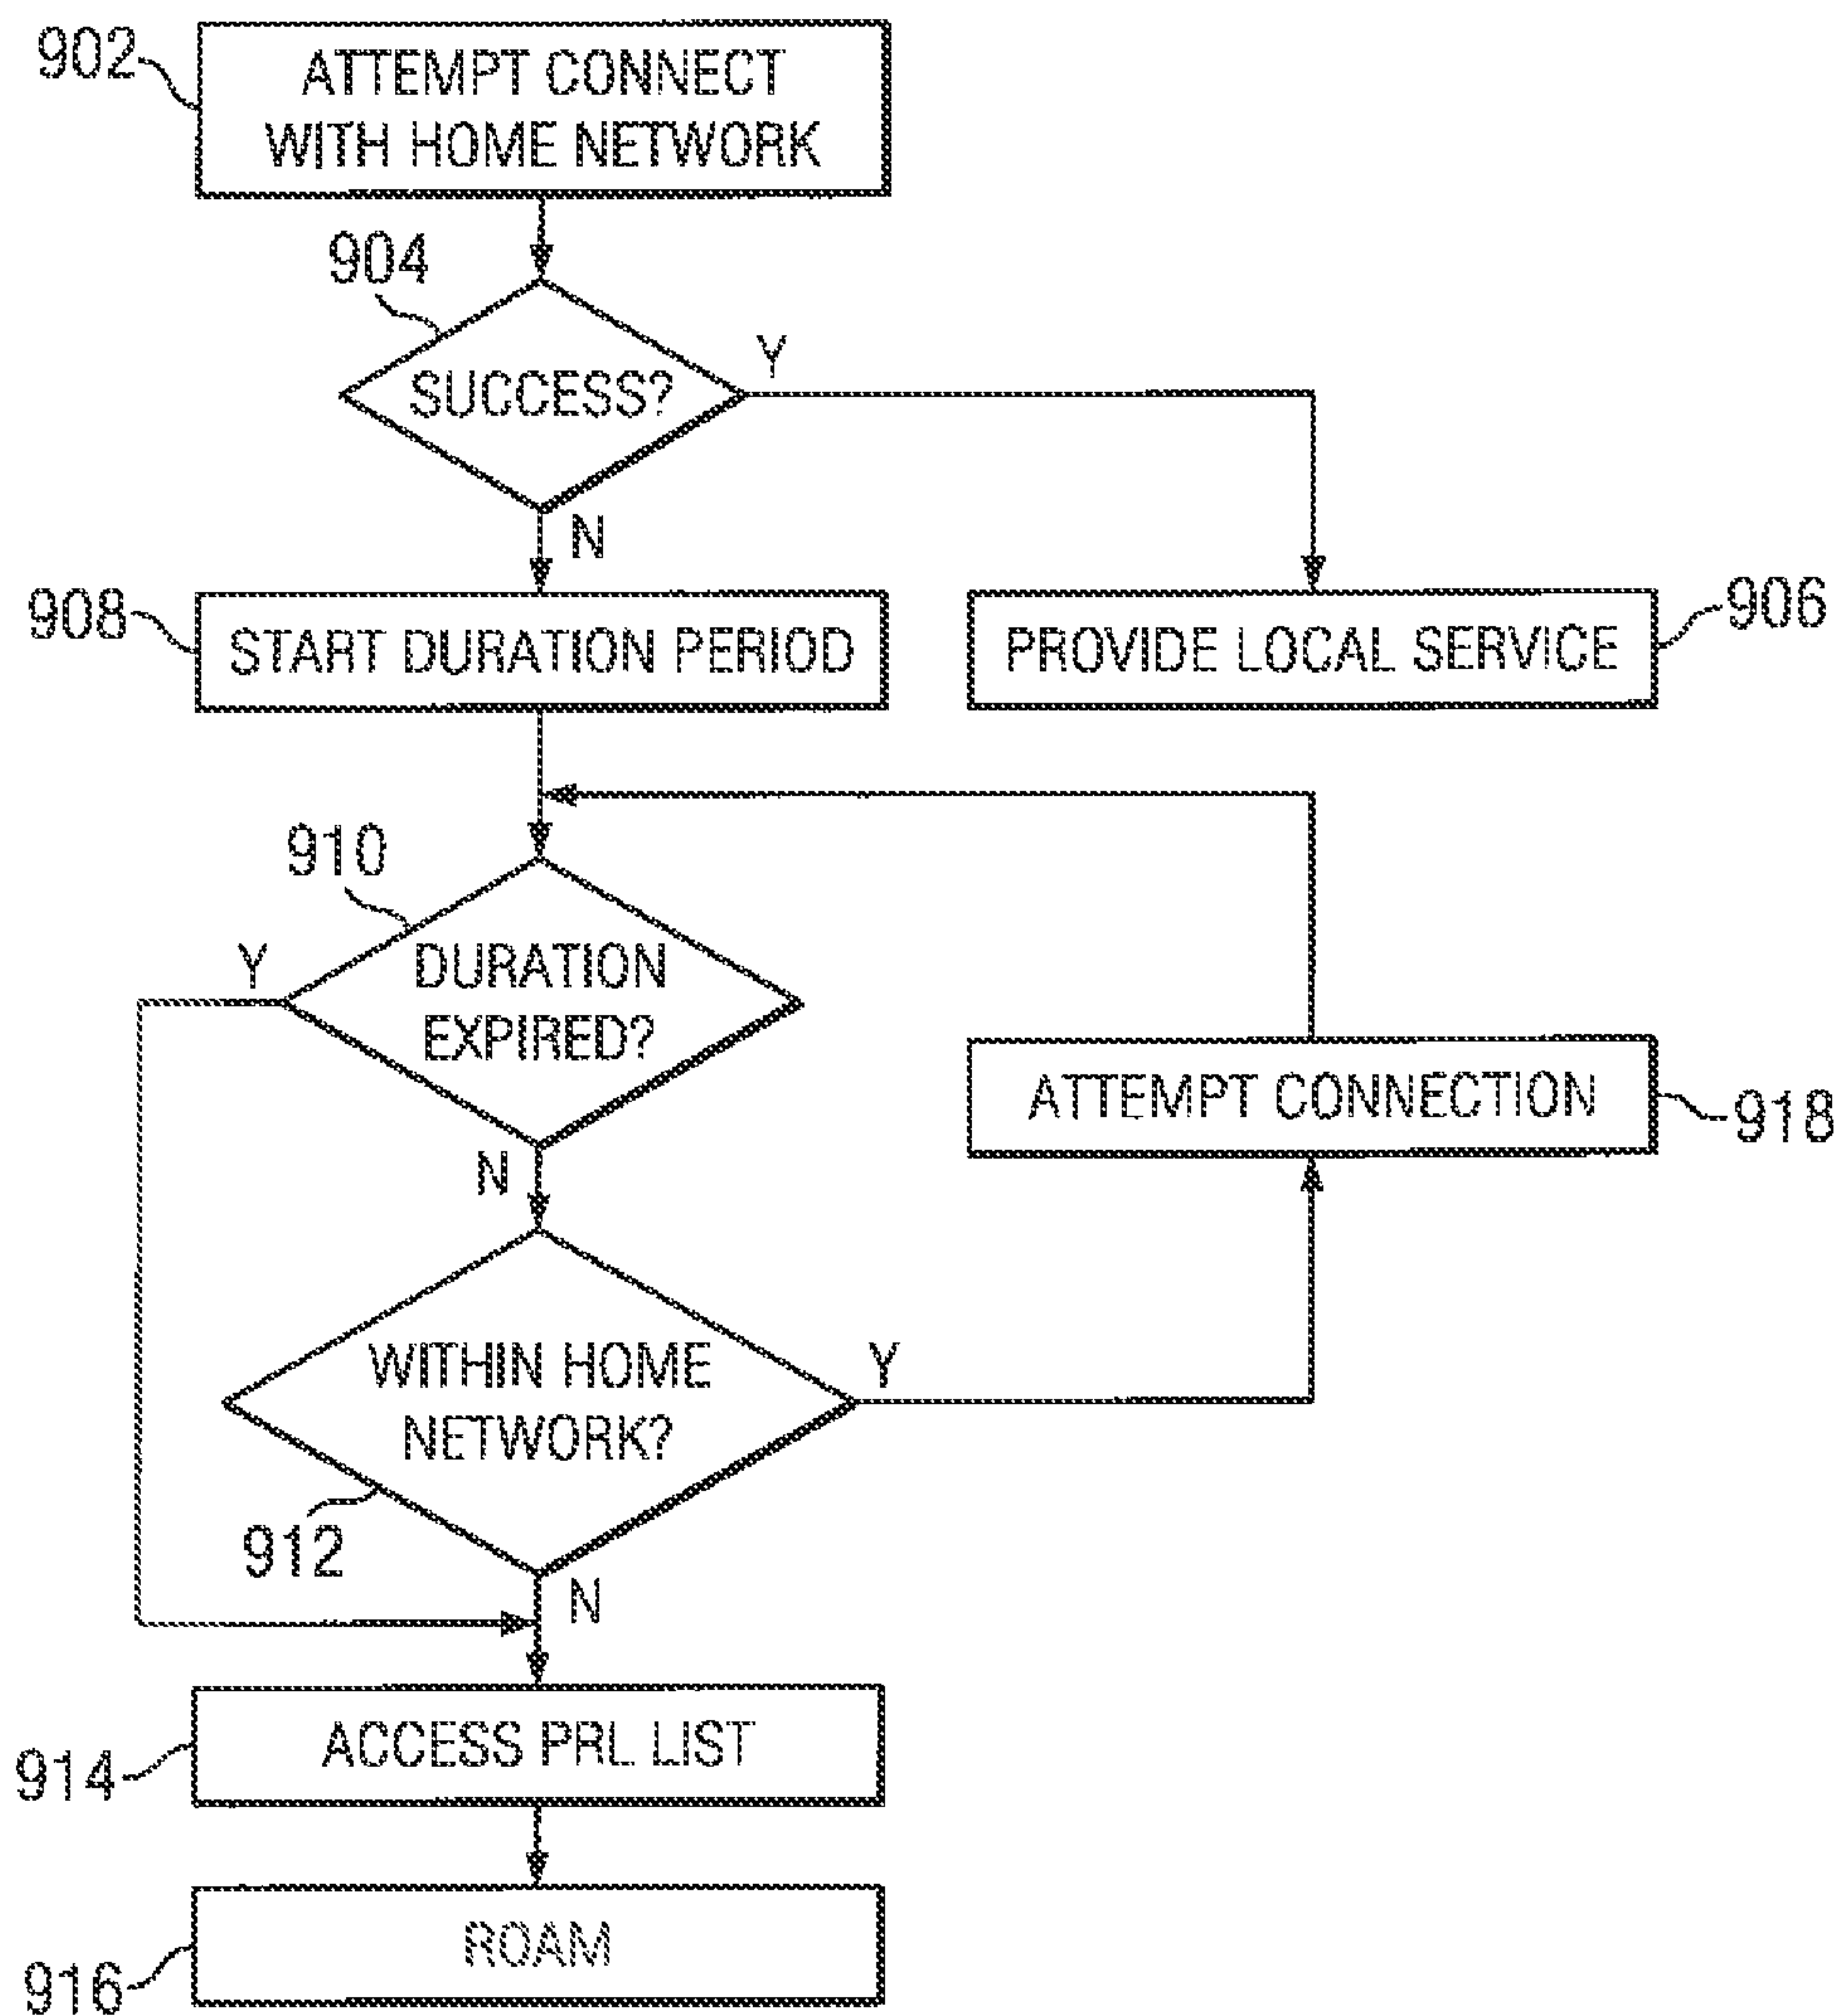 902
ATTEMPT CONNECT
WITH HOME NETWORK
904
SUCCESS?
Y
N
908
START DURATION PERIOD
PROVIDE LOCAL SERVICE
906
910
Y
DURATION
EXPIRED?
N
ATTEMPT CONNECTION
918
WITHIN HOME
NETWORK?
Y
912
N
ACCESS PRL LIST
914
ROAM
916